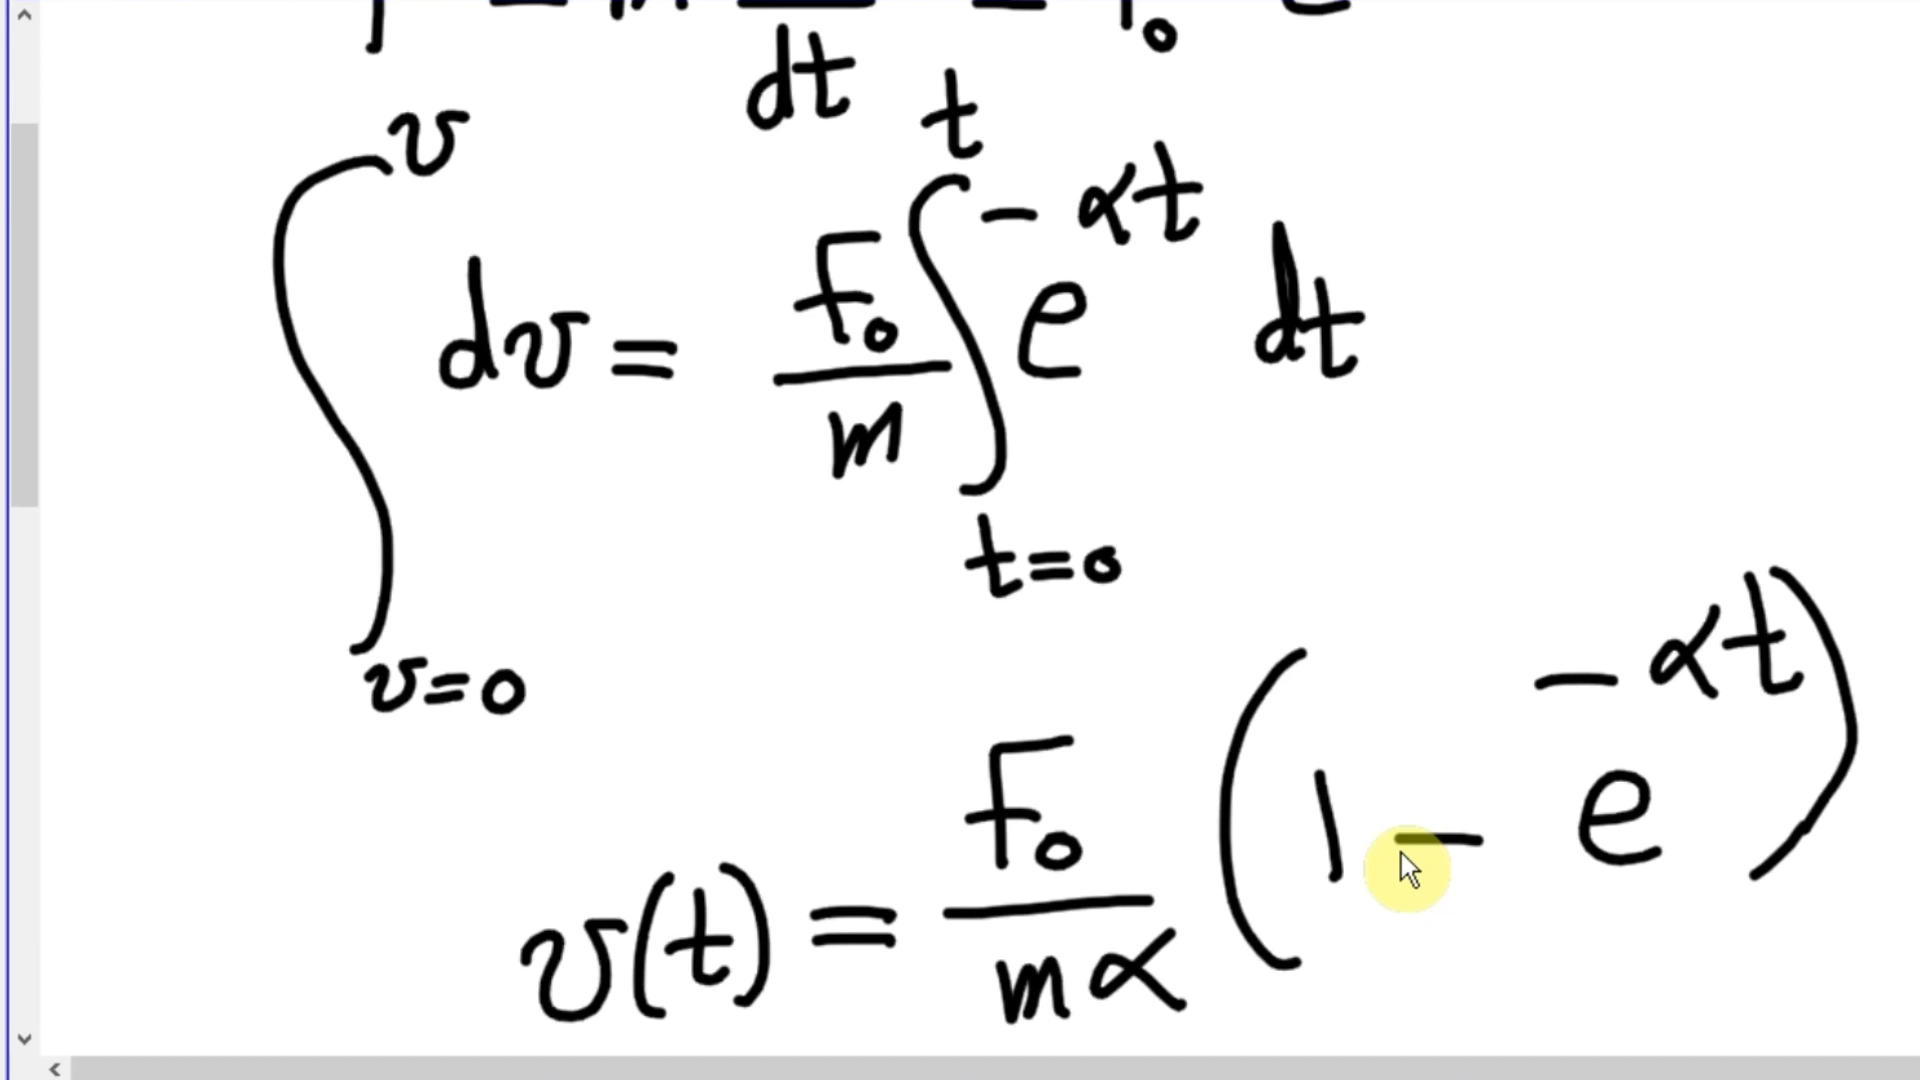 dt
∫_{v=0}^{v} dv = F₀/m ∫_{t=0}^{t} e^{-αt} dt
v(t) = F₀/mα (1 - e^{-αt})